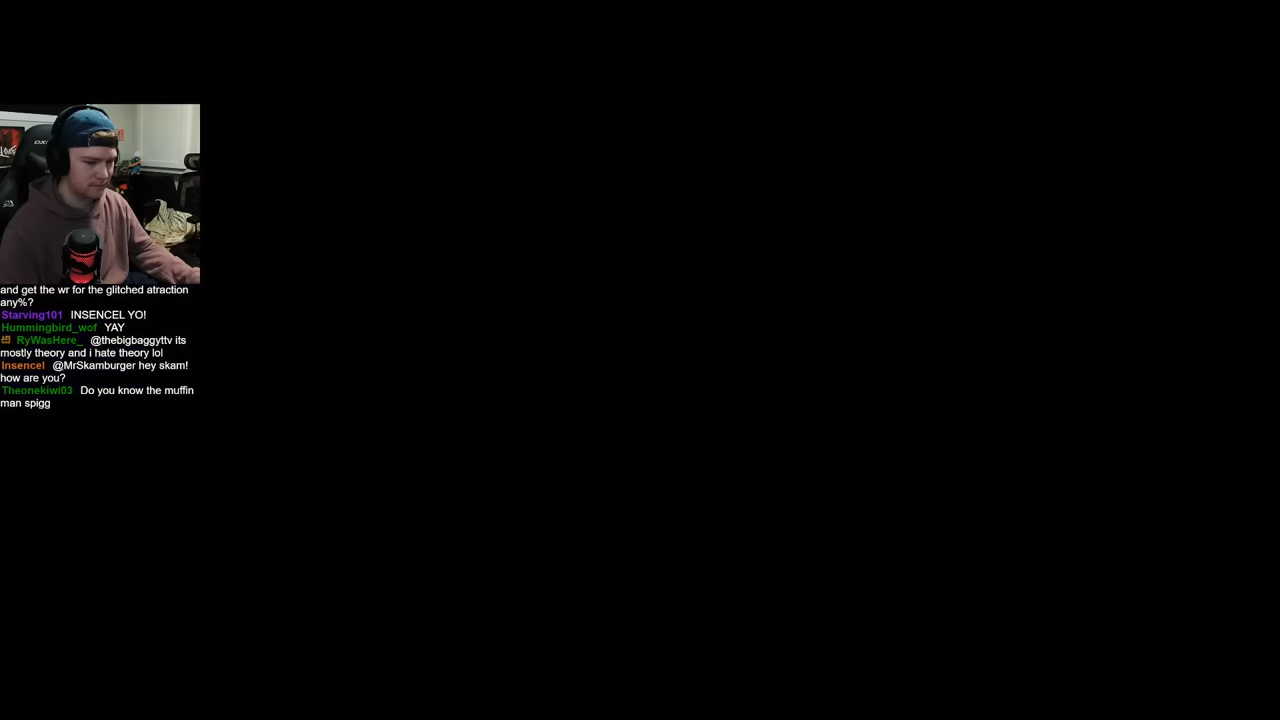 and get the wr for the glitched atraction
any%?
Starving101 INSENCEL YO!
Hummingbird_wof YAY
RyWasHere_ @thebigbaggyttv its
mostly theory and i hate theory lol
Insencel @MrSkamburger hey skam!
how are you?
Theonekiwi03 Do you know the muffin
man spigg